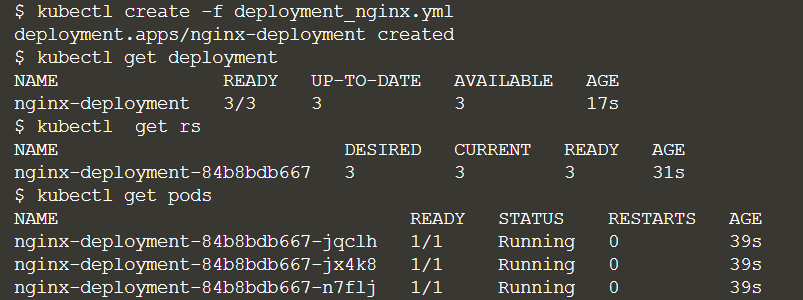 $ kubectl create -f deployment_nginx.yml
deployment.apps/nginx-deployment created
$ kubectl get deployment
NAME               READY   UP-TO-DATE   AVAILABLE   AGE
nginx-deployment   3/3     3            3           17s
$ kubectl  get rs
NAME                          DESIRED   CURRENT   READY   AGE
nginx-deployment-84b8bdb667   3         3         3       31s
$ kubectl get pods
NAME                                READY   STATUS    RESTARTS   AGE
nginx-deployment-84b8bdb667-jqclh   1/1     Running   0          39s
nginx-deployment-84b8bdb667-jx4k8   1/1     Running   0          39s
nginx-deployment-84b8bdb667-n7flj   1/1     Running   0          39s